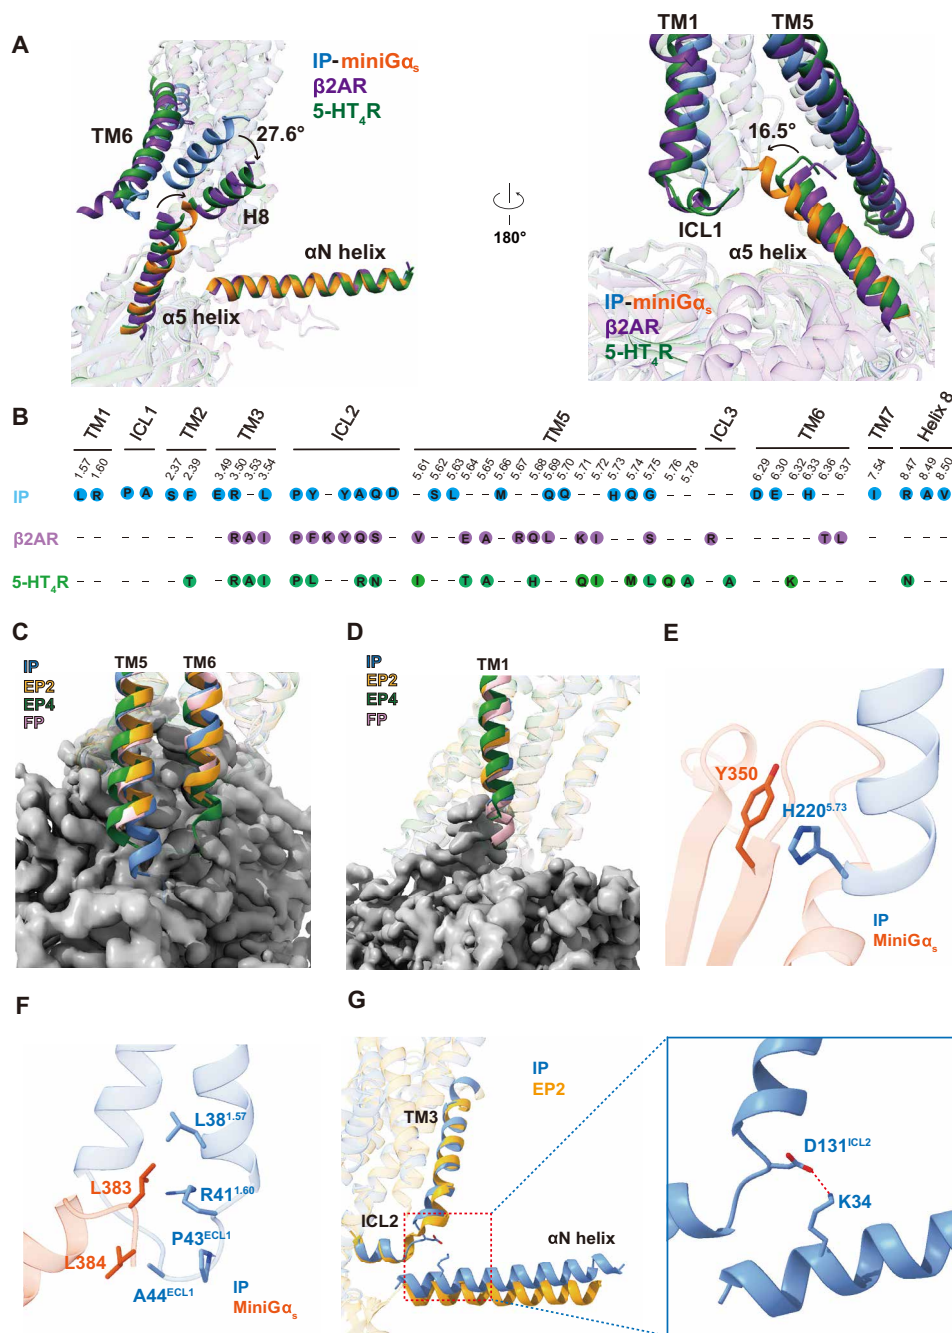 A
IP-miniGαs
β2AR
5-HT4R
TM6
27.6°
H8
αN helix
α5 helix
180°
TM1
TM5
16.5°
ICL1
α5 helix
IP-miniGαs
β2AR
5-HT4R
B
TM1 ICL1 TM2 TM3 ICL2 TM5 ICL3 TM6 TM7 Helix 8
1.57 1.60 2.37 2.39 3.49 3.50 3.53 3.54 5.61 5.62 5.63 5.64 5.65 5.66 5.67 5.68 5.69 5.70 5.71 5.72 5.73 5.74 5.75 5.76 5.78 6.29 6.30 6.32 6.33 6.36 6.37 7.54 8.47 8.49 8.50
IP L R P A S F E R – L P Y – Y A Q D – S L – – M – – Q Q – – H Q G – – – D E – H – – I R A V
β2AR – – – – – – – R A I P F K Y Q S – V – – E A – R Q L – K I – – S – – R – – – – T L – – – –
5-HT4R – – – – – T – R A I P L – – R N – I – – T A – – H – – Q I – M L Q A A – – K – – – – N – –
C
IP
EP2
EP4
FP
TM5 TM6
D
IP
EP2
EP4
FP
TM1
E
Y350
H220^5.73
IP
MiniGαs
F
L38^1.57
L383
R41^1.60
P43^ECL1
L384
A44^ECL1
IP
MiniGαs
G
IP
EP2
TM3
ICL2
αN helix
D131^ICL2
K34